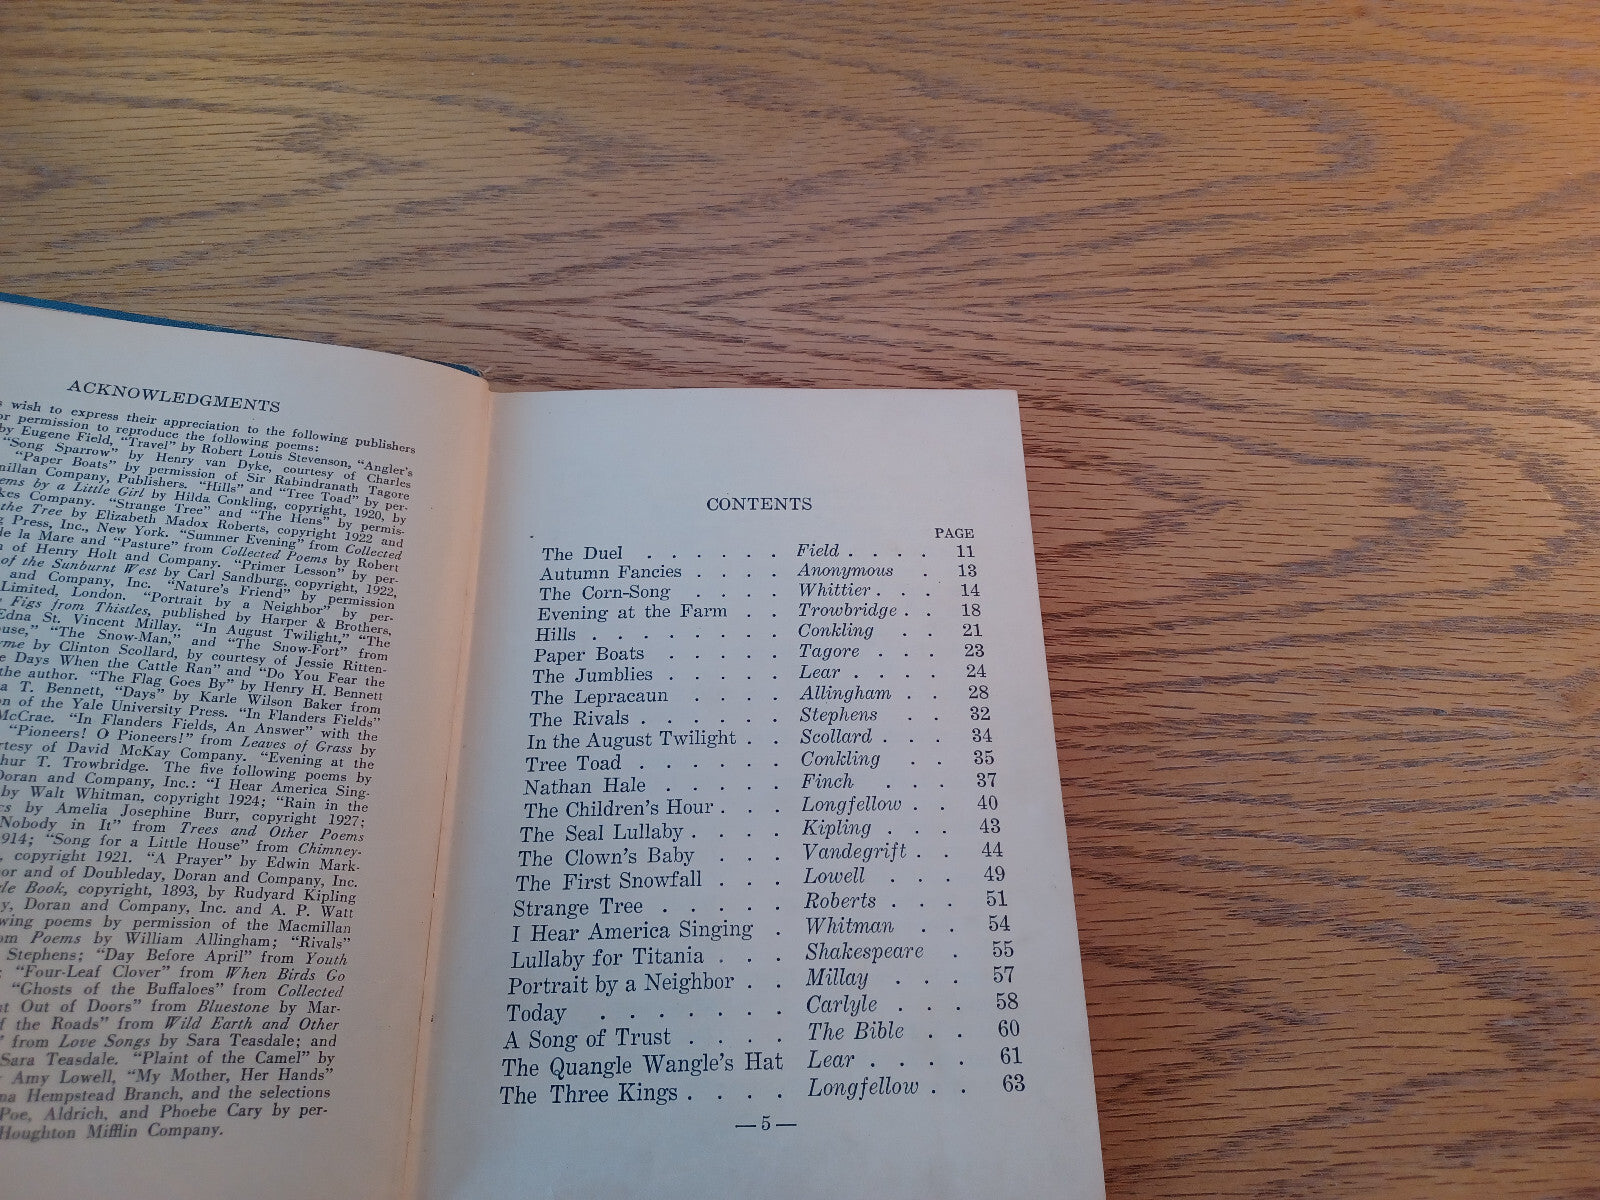 ACKNOWLEDGMENTS
wish to express their appreciation to the following publishers
or permission to reproduce the following poems:
by Eugene Field, “Travel” by Robert Louis Stevenson, “Angler’s
“Song Sparrow” by Henry van Dyke, courtesy of Charles
“Paper Boats” by permission of Sir Rabindranath Tagore
millan Company, Publishers. “Hills” and “Tree Toad” by per-
ems by a Little Girl by Hilda Conkling, copyright, 1920, by
kes Company. “Strange Tree” and “The Hens” by permis-
the Tree by Elizabeth Madox Roberts, copyright 1922 and
g Press, Inc., New York. “Summer Evening” from Collected
de la Mare and “Pasture” from Collected Poems by Robert
n of Henry Holt and Company. “Primer Lesson” by per-
of the Sunburnt West by Carl Sandburg, copyright, 1922,
and Company, Inc. “Nature’s Friend” by permission
Limited, London. “Portrait by a Neighbor” by per-
Figs from Thistles, published by Harper & Brothers,
Edna St. Vincent Millay. “In August Twilight,” “The
ouse,” “The Snow-Man,” and “The Snow-Fort” from
me by Clinton Scollard, by courtesy of Jessie Ritten-
e Days When the Cattle Ran” and “Do You Fear the
the author. “The Flag Goes By” by Henry H. Bennett
a T. Bennett, “Days” by Karle Wilson Baker from
on of the Yale University Press. “In Flanders Fields”
McCrae. “In Flanders Fields, An Answer” with the
“Pioneers! O Pioneers!” from Leaves of Grass by
rtesy of David McKay Company. “Evening at the
hur T. Trowbridge. The five following poems by
Doran and Company, Inc.: “I Hear America Sing-
by Walt Whitman, copyright 1924; “Rain in the
rs by Amelia Josephine Burr, copyright 1927;
Nobody in It” from Trees and Other Poems
1914; “Song for a Little House” from Chimney-
, copyright 1921. “A Prayer” by Edwin Mark-
or and of Doubleday, Doran and Company, Inc.
gle Book, copyright, 1893, by Rudyard Kipling
y, Doran and Company, Inc. and A. P. Watt
wing poems by permission of the Macmillan
om Poems by William Allingham; “Rivals”
Stephens; “Day Before April” from Youth
; “Four-Leaf Clover” from When Birds Go
“Ghosts of the Buffaloes” from Collected
t Out of Doors” from Bluestone by Mar-
f the Roads” from Wild Earth and Other
” from Love Songs by Sara Teasdale; and
Sara Teasdale. “Plaint of the Camel” by
Amy Lowell, “My Mother, Her Hands”
na Hempstead Branch, and the selections
Poe, Aldrich, and Phoebe Cary by per-
Houghton Mifflin Company.
CONTENTS
PAGE
The Duel . . . . . . Field . . . . 11
Autumn Fancies . . . . Anonymous . 13
The Corn-Song . . . . Whittier . . . 14
Evening at the Farm . . Trowbridge . . 18
Hills . . . . . . . . Conkling . . 21
Paper Boats . . . . . Tagore . . . 23
The Jumblies . . . . . Lear . . . . 24
The Lepracaun . . . . Allingham . . 28
The Rivals . . . . . . Stephens . . 32
In the August Twilight . . Scollard . . . 34
Tree Toad . . . . . . Conkling . . 35
Nathan Hale . . . . . Finch . . . 37
The Children’s Hour . . . Longfellow . . 40
The Seal Lullaby . . . . Kipling . . . 43
The Clown’s Baby . . . Vandegrift . . 44
The First Snowfall . . . Lowell . . . 49
Strange Tree . . . . . Roberts . . . 51
I Hear America Singing . Whitman . . 54
Lullaby for Titania . . . Shakespeare . 55
Portrait by a Neighbor . . Millay . . . 57
Today . . . . . . . Carlyle . . . 58
A Song of Trust . . . . The Bible . . 60
The Quangle Wangle’s Hat Lear . . . . 61
The Three Kings . . . . Longfellow . . 63
— 5 —